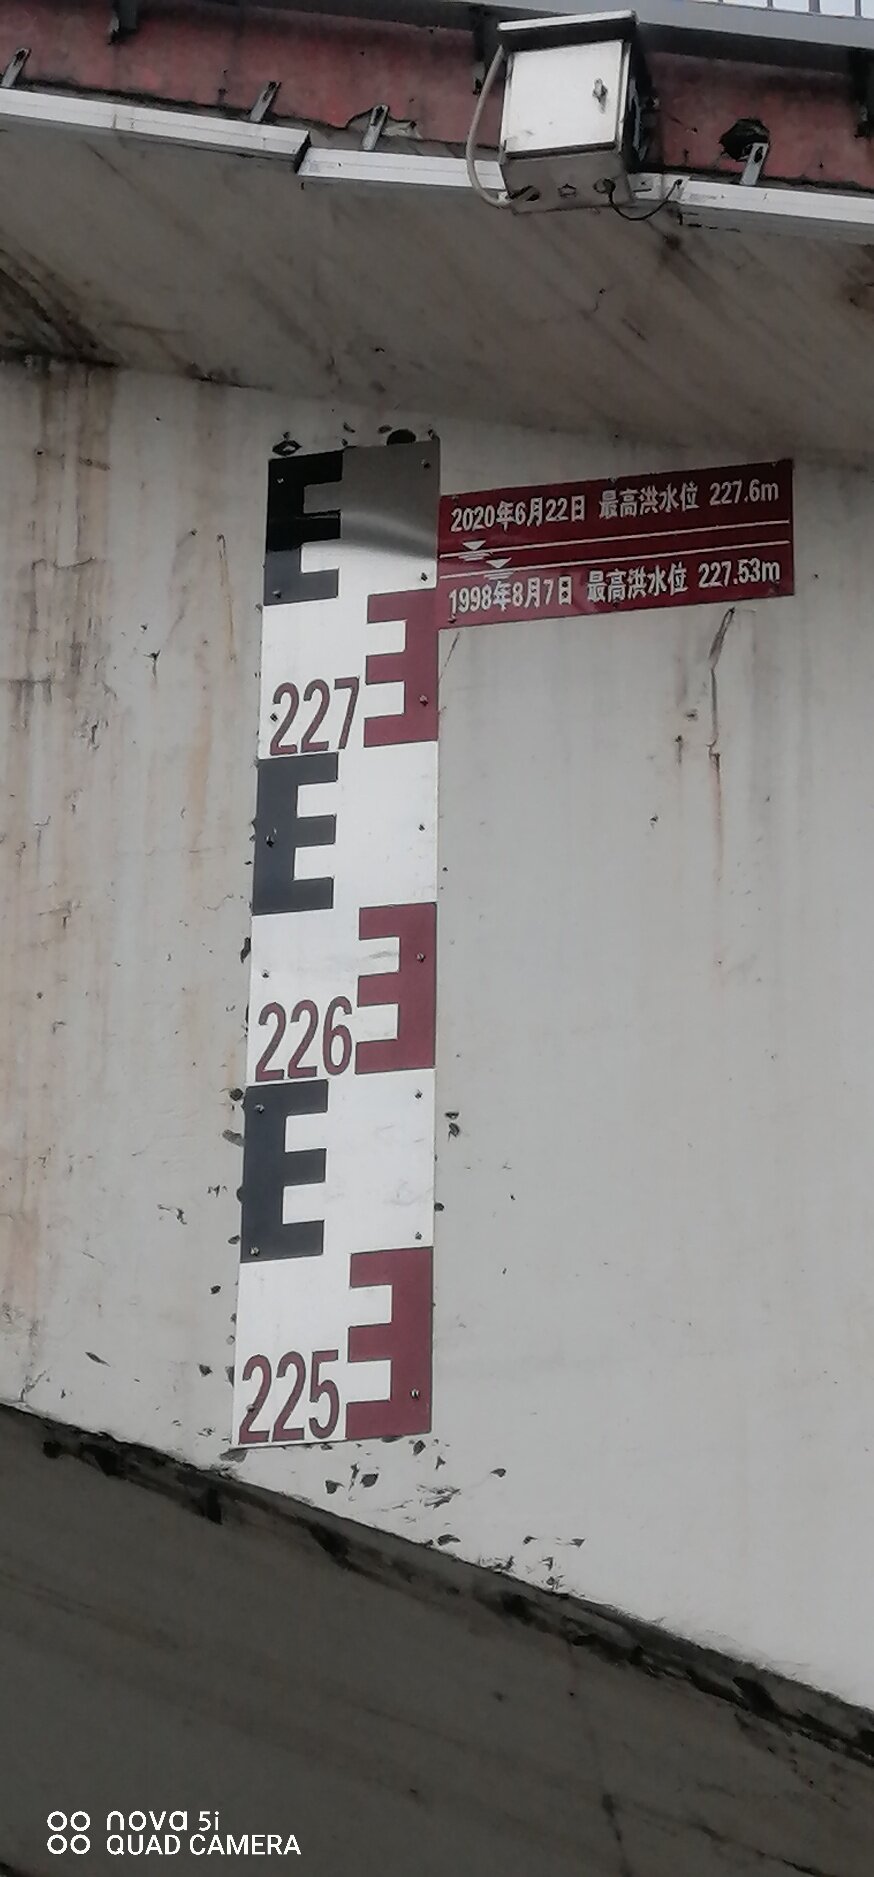 2020年6月22日 最高洪水位 227.6m
1998年8月7日 最高洪水位 227.53m
227
226
225
nova 5i
QUAD CAMERA